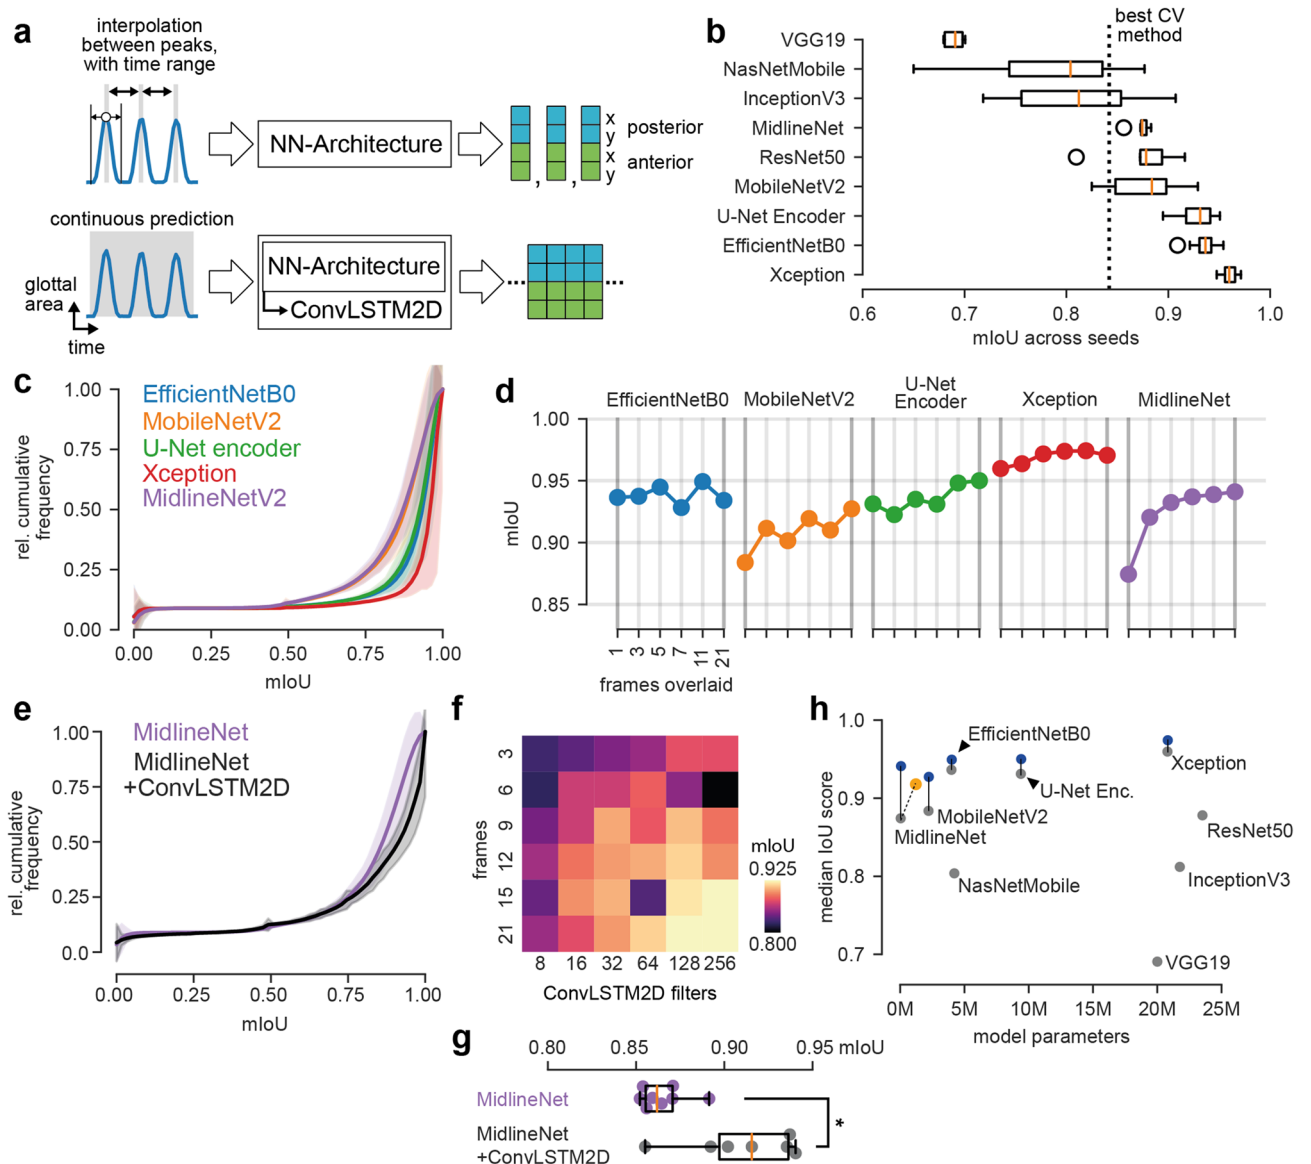 a
interpolation
between peaks,
with time range
NN-Architecture
x
y
x
y
posterior
anterior
, ,
continuous prediction
glottal
area
time
NN-Architecture
ConvLSTM2D
b
best CV
method
VGG19
NasNetMobile
InceptionV3
MidlineNet
ResNet50
MobileNetV2
U-Net Encoder
EfficientNetB0
Xception
0.6 0.7 0.8 0.9 1.0
mIoU across seeds
c
EfficientNetB0
MobileNetV2
U-Net encoder
Xception
MidlineNetV2
rel. cumulative
frequency
1.00
0.75
0.50
0.25
0.00
0.00 0.25 0.50 0.75 1.00
mIoU
d
EfficientNetB0 MobileNetV2 U-Net Encoder Xception MidlineNet
mIoU
1.00
0.95
0.90
0.85
1 3 5 7 11 21
frames overlaid
e
MidlineNet
MidlineNet
+ConvLSTM2D
rel. cumulative
frequency
1.00
0.75
0.50
0.25
0.0
0.00 0.25 0.50 0.75 1.00
mIoU
f
frames
3
6
9
12
15
21
8 16 32 64 128 256
ConvLSTM2D filters
mIoU
0.925
0.800
h
median IoU score
1.0
0.9
0.8
0.7
EfficientNetB0
U-Net Enc.
MobileNetV2
MidlineNet
NasNetMobile
Xception
ResNet50
InceptionV3
VGG19
0M 5M 10M 15M 20M 25M
model parameters
g
0.80 0.85 0.90 0.95 mIoU
MidlineNet
MidlineNet
+ConvLSTM2D
*